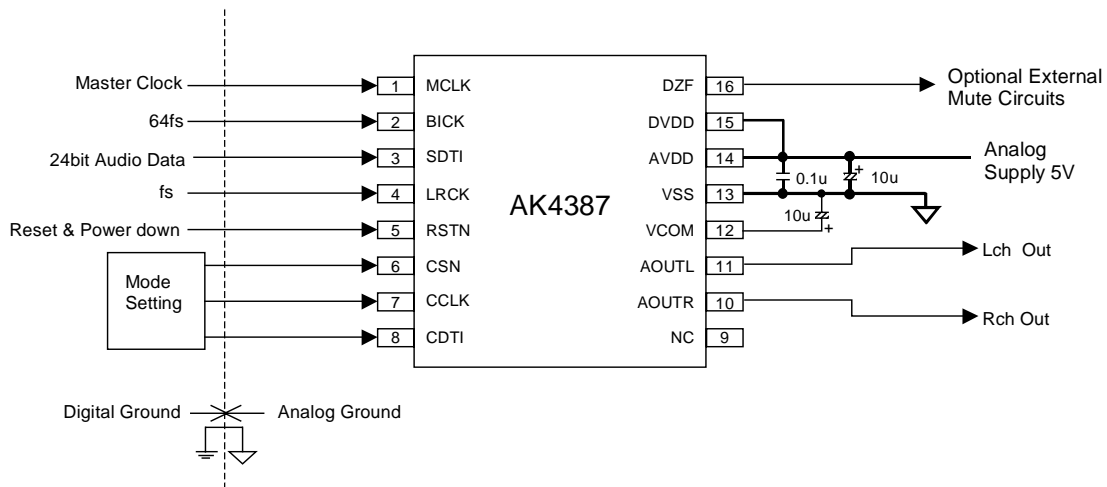 Master Clock
64fs
24bit Audio Data
fs
Reset & Power down
Mode
Setting
1
2
3
4
5
6
7
8
MCLK
BICK
SDTI
LRCK
RSTN
CSN
CCLK
CDTI
AK4387
DZF
DVDD
AVDD
VSS
VCOM
AOUTL
AOUTR
NC
16
15
14
13
12
11
10
9
0.1u
+
10u
10u
+
Optional External
Mute Circuits
Analog
Supply 5V
Lch Out
Rch Out
Digital Ground
Analog Ground